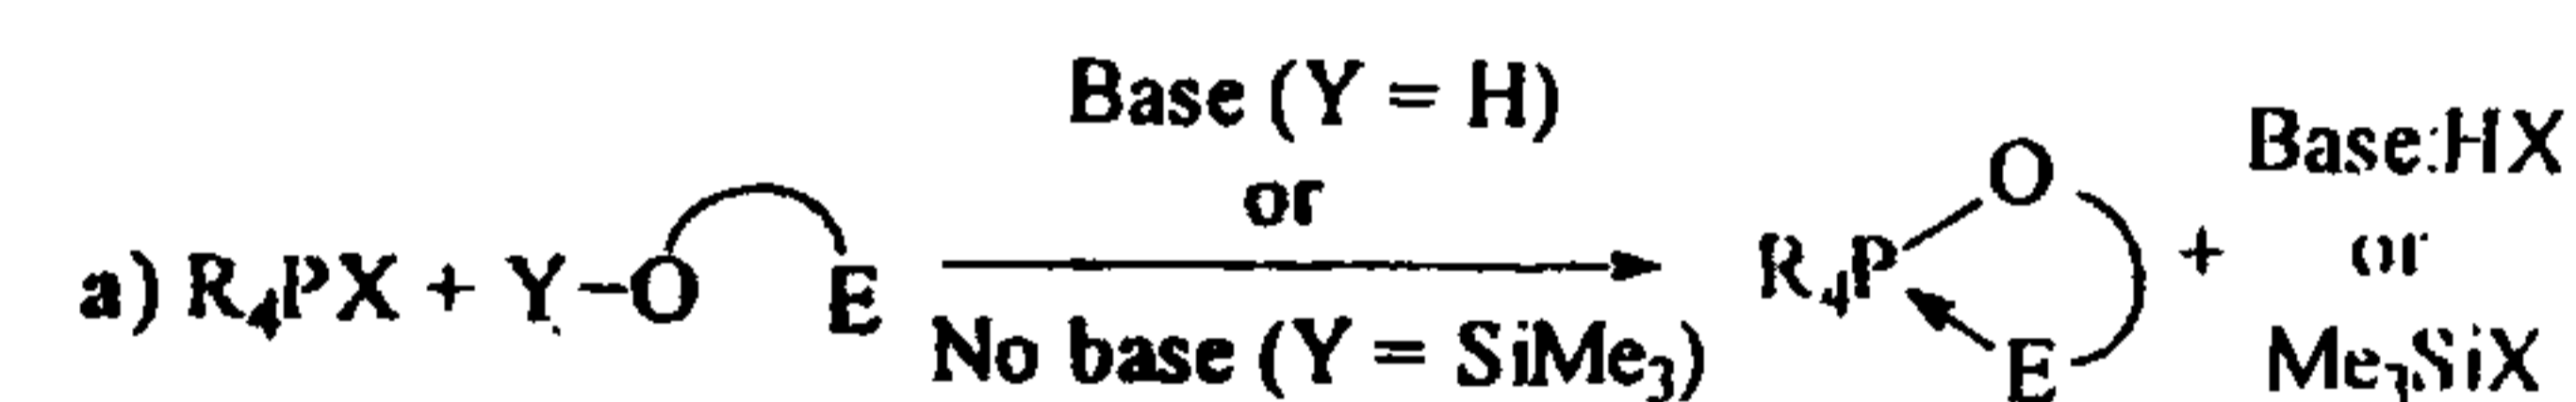 Base (Y = H)
or
a) R₄PX + Y–O E
No base (Y = SiMe₃)
R₄P O E + Base:HX
or
Me₃SiX